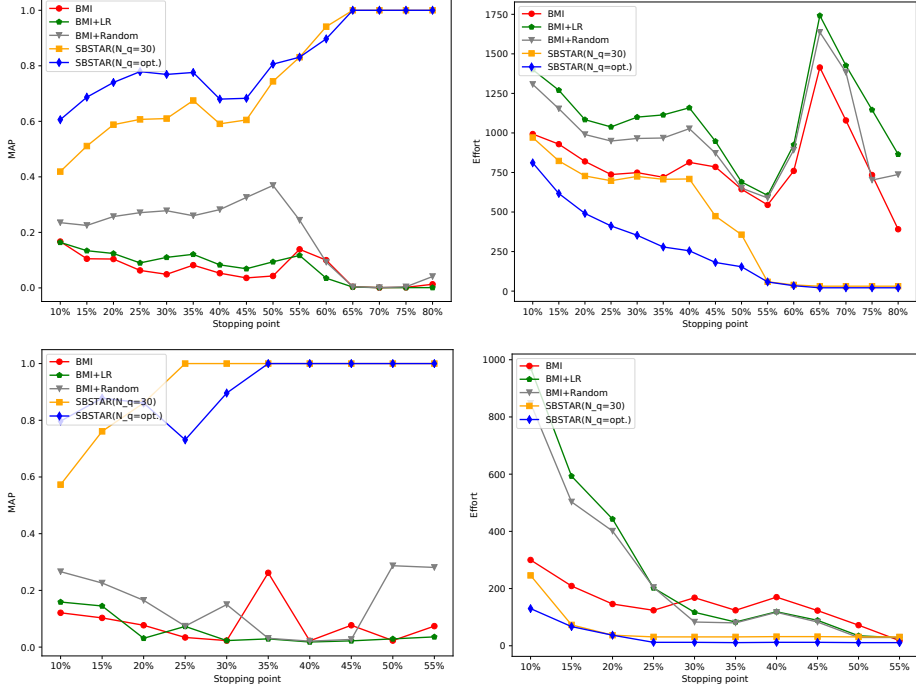 BMI
BMI+LR
BMI+Random
SBSTAR(N_q=30)
SBSTAR(N_q=opt.)
1.0
0.8
0.6
0.4
0.2
0.0
MAP
10% 15% 20% 25% 30% 35% 40% 45% 50% 55% 60% 65% 70% 75% 80%
Stopping point
BMI
BMI+LR
BMI+Random
SBSTAR(N_q=30)
SBSTAR(N_q=opt.)
1750
1500
1250
1000
750
500
250
0
Effort
10% 15% 20% 25% 30% 35% 40% 45% 50% 55% 60% 65% 70% 75% 80%
Stopping point
BMI
BMI+LR
BMI+Random
SBSTAR(N_q=30)
SBSTAR(N_q=opt.)
1.0
0.8
0.6
0.4
0.2
0.0
MAP
10% 15% 20% 25% 30% 35% 40% 45% 50% 55%
Stopping point
BMI
BMI+LR
BMI+Random
SBSTAR(N_q=30)
SBSTAR(N_q=opt.)
1000
800
600
400
200
0
Effort
10% 15% 20% 25% 30% 35% 40% 45% 50% 55%
Stopping point